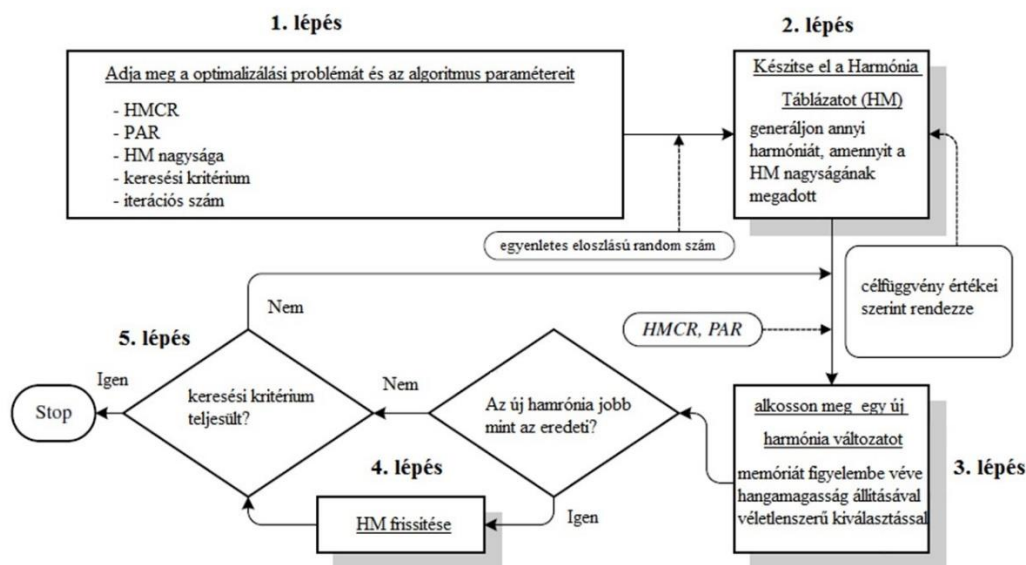 1. lépés
Adja meg a optimalizálási problémát és az algoritmus paramétereit
- HMCR
- PAR
- HM nagysága
- keresési kritérium
- iterációs szám
2. lépés
Készitse el a Harmónia
Táblázatot (HM)
generáljon annyi
harmóniát, amennyit a
HM nagyságának
megadott
egyenletes eloszlású random szám
célfüggvény értékei
szerint rendezze
HMCR, PAR
alkosson meg egy új
harmónia változatot
memóriát figyelembe véve
hangamagasság állításával
véletlenszerű kiválasztással
3. lépés
Az új hamrónia jobb
mint az eredeti?
Igen
Nem
4. lépés
HM frissitése
5. lépés
keresési kritérium
teljesült?
Nem
Igen
Stop